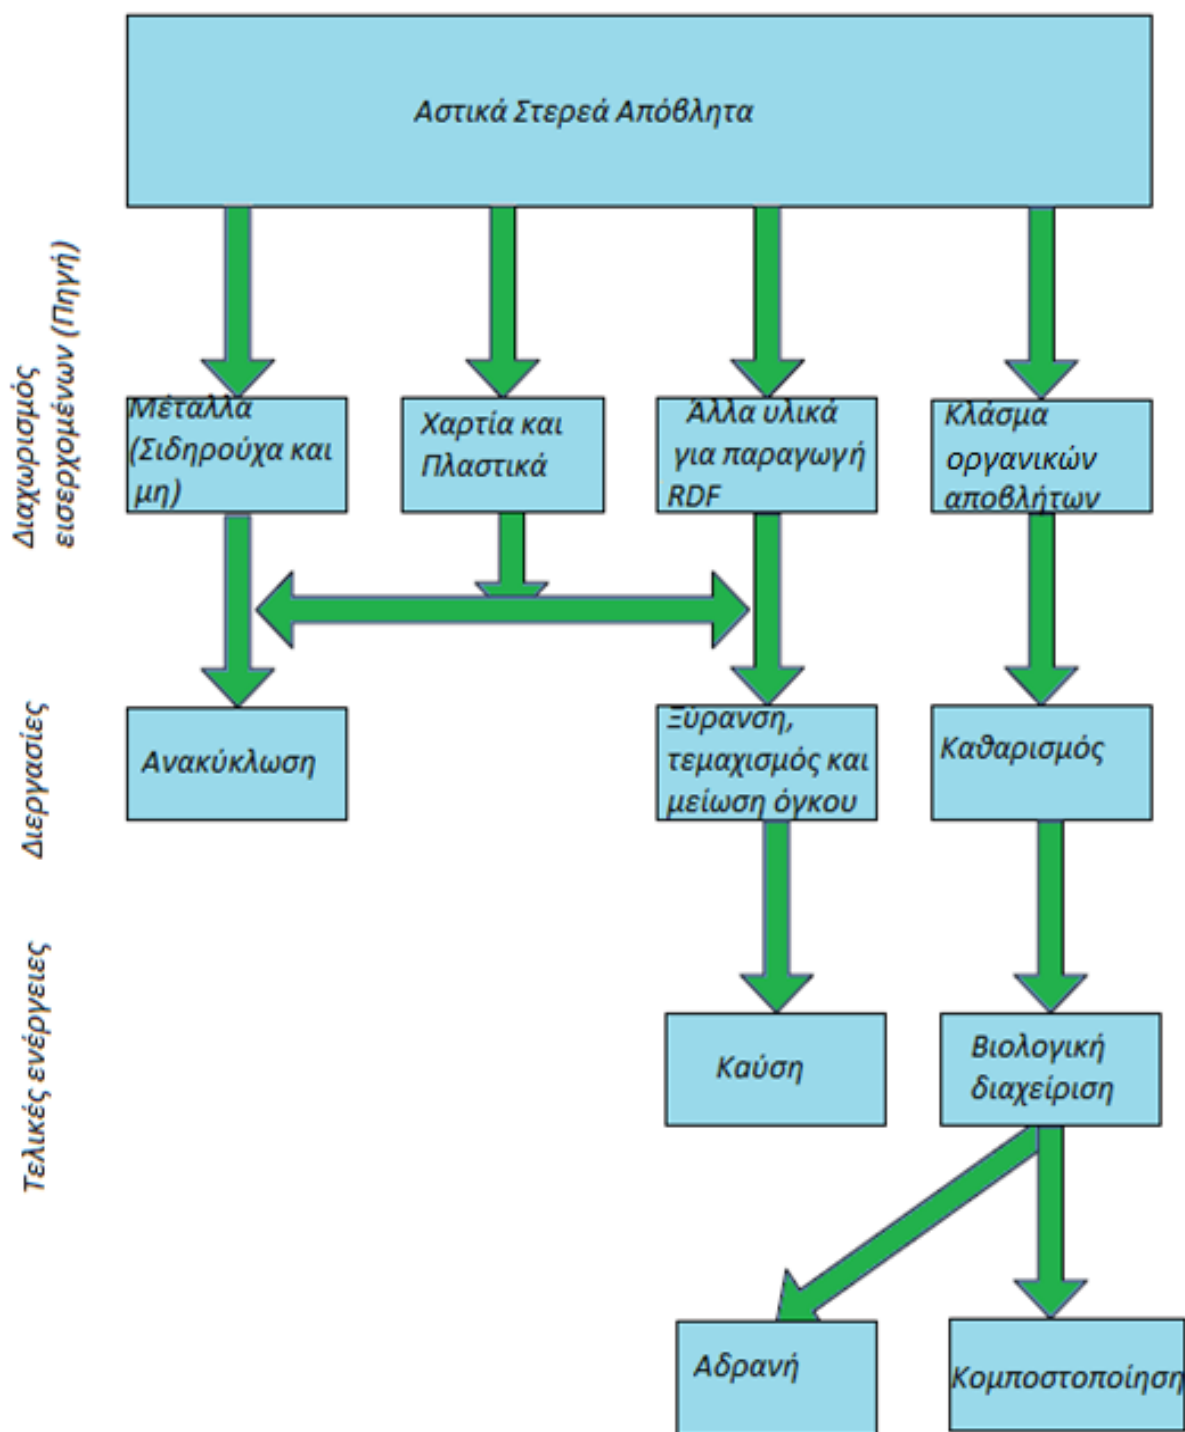 Αστικά Στερεά Απόβλητα
Διαχωρισμός
εισερχομένων (Πηγή)
Μέταλλα
(Σιδηρούχα και
μη)
Χαρτία και
Πλαστικά
Άλλα υλικά
για παραγωγή
RDF
Κλάσμα
οργανικών
αποβλήτων
Διεργασίες
Ανακύκλωση
Ξύρανση,
τεμαχισμός και
μείωση όγκου
Καθαρισμός
Τελικές ενέργειες
Καύση
Βιολογική
διαχείριση
Αδρανή
Κομποστοποίηση